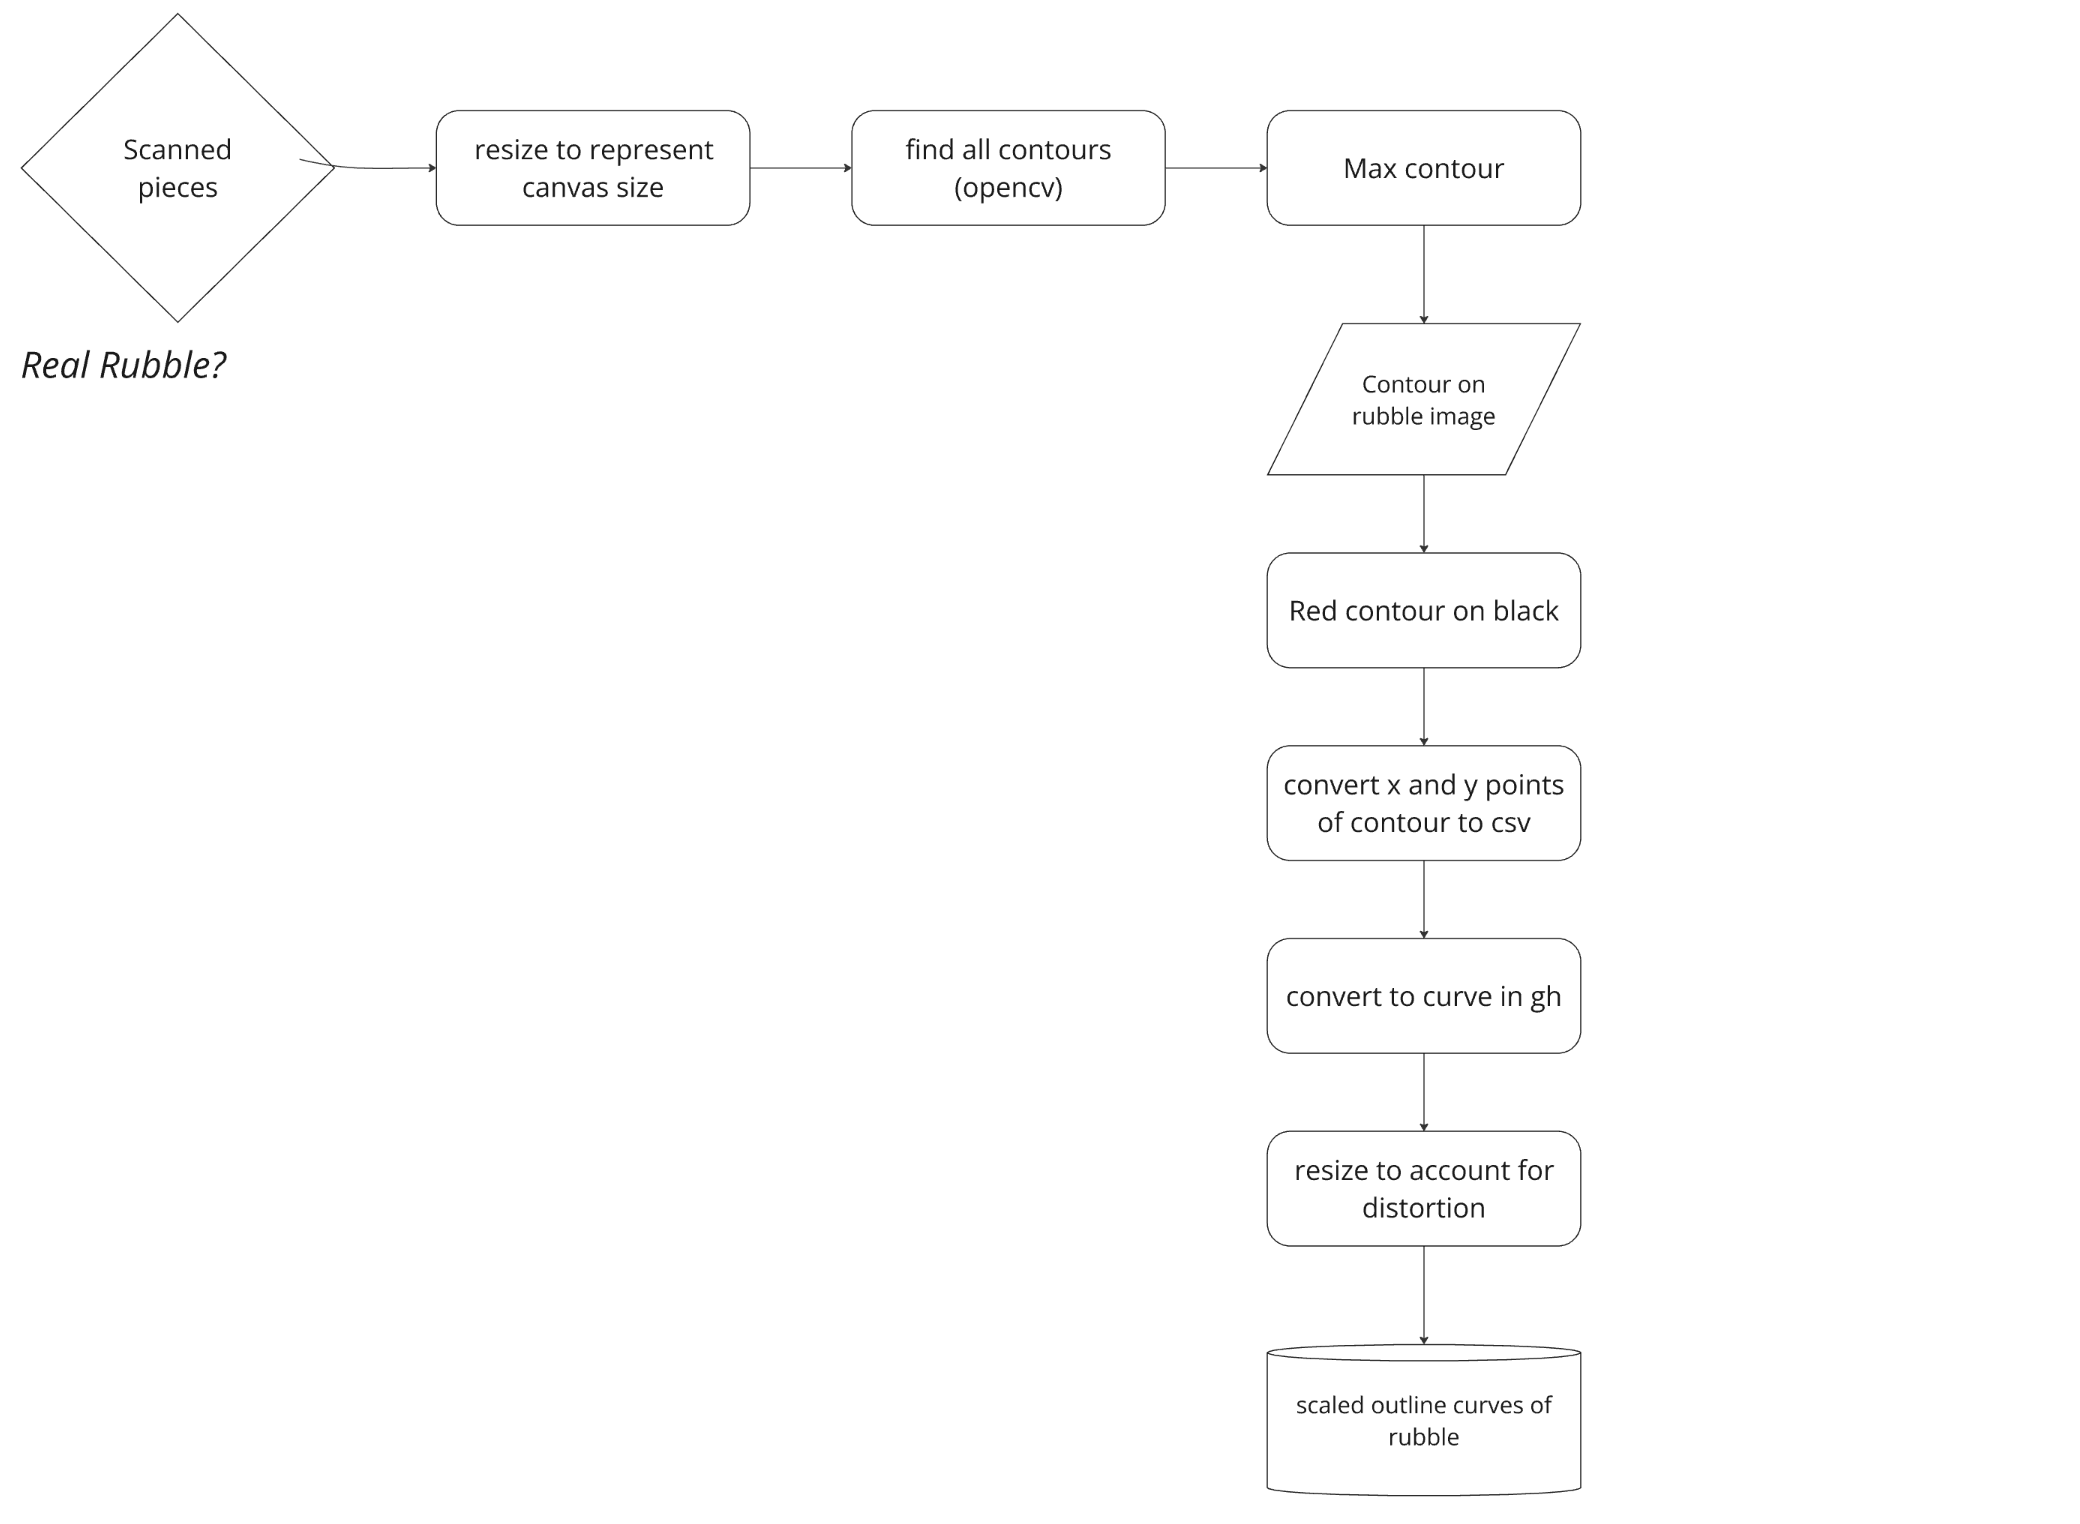 Scanned
pieces
Real Rubble?
resize to represent
canvas size
find all contours
(opencv)
Max contour
Contour on
rubble image
Red contour on black
convert x and y points
of contour to csv
convert to curve in gh
resize to account for
distortion
scaled outline curves of
rubble